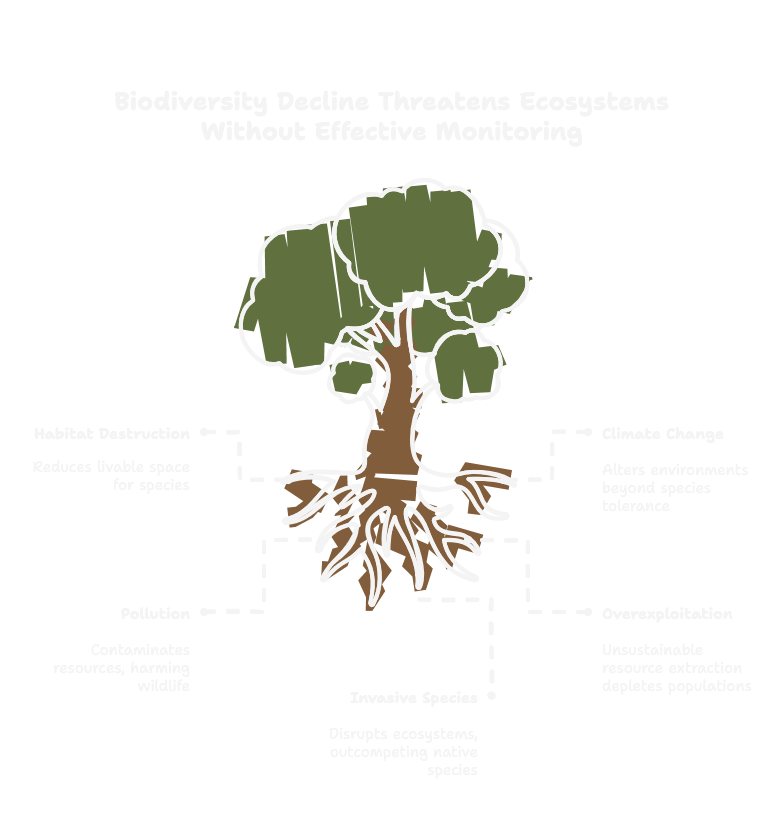 Biodiversity Decline Threatens Ecosystems
Without Effective Monitoring
Habitat Destruction
Reduces livable space
for species
Climate Change
Alters environments
beyond species
tolerance
Pollution
Contaminates
resources, harming
wildlife
Overexploitation
Unsustainable
resource extraction
depletes populations
Invasive Species
Disrupts ecosystems,
outcompeting native
species